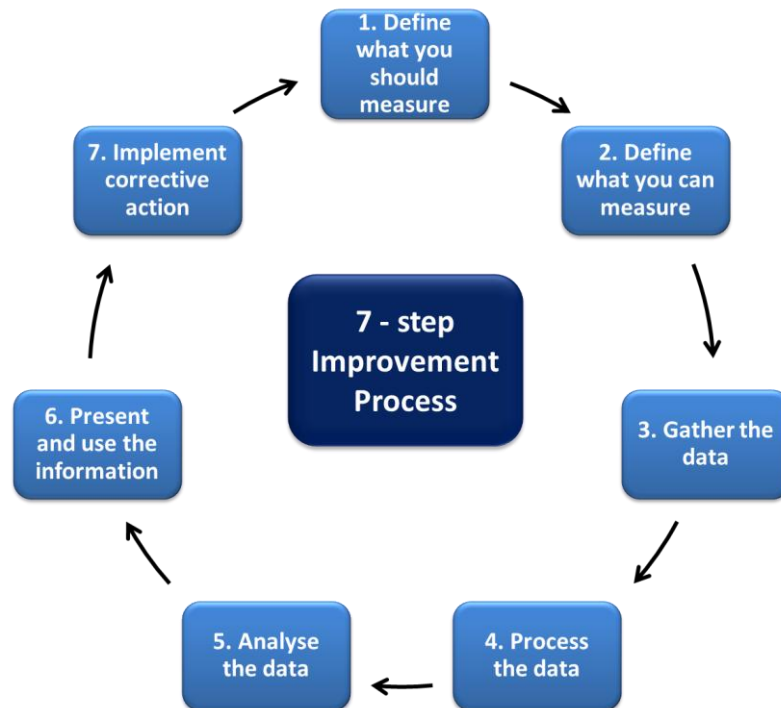 1. Define
what you
should
measure
2. Define
what you can
measure
3. Gather the
data
4. Process
the data
5. Analyse
the data
6. Present
and use the
information
7. Implement
corrective
action
7 - step
Improvement
Process